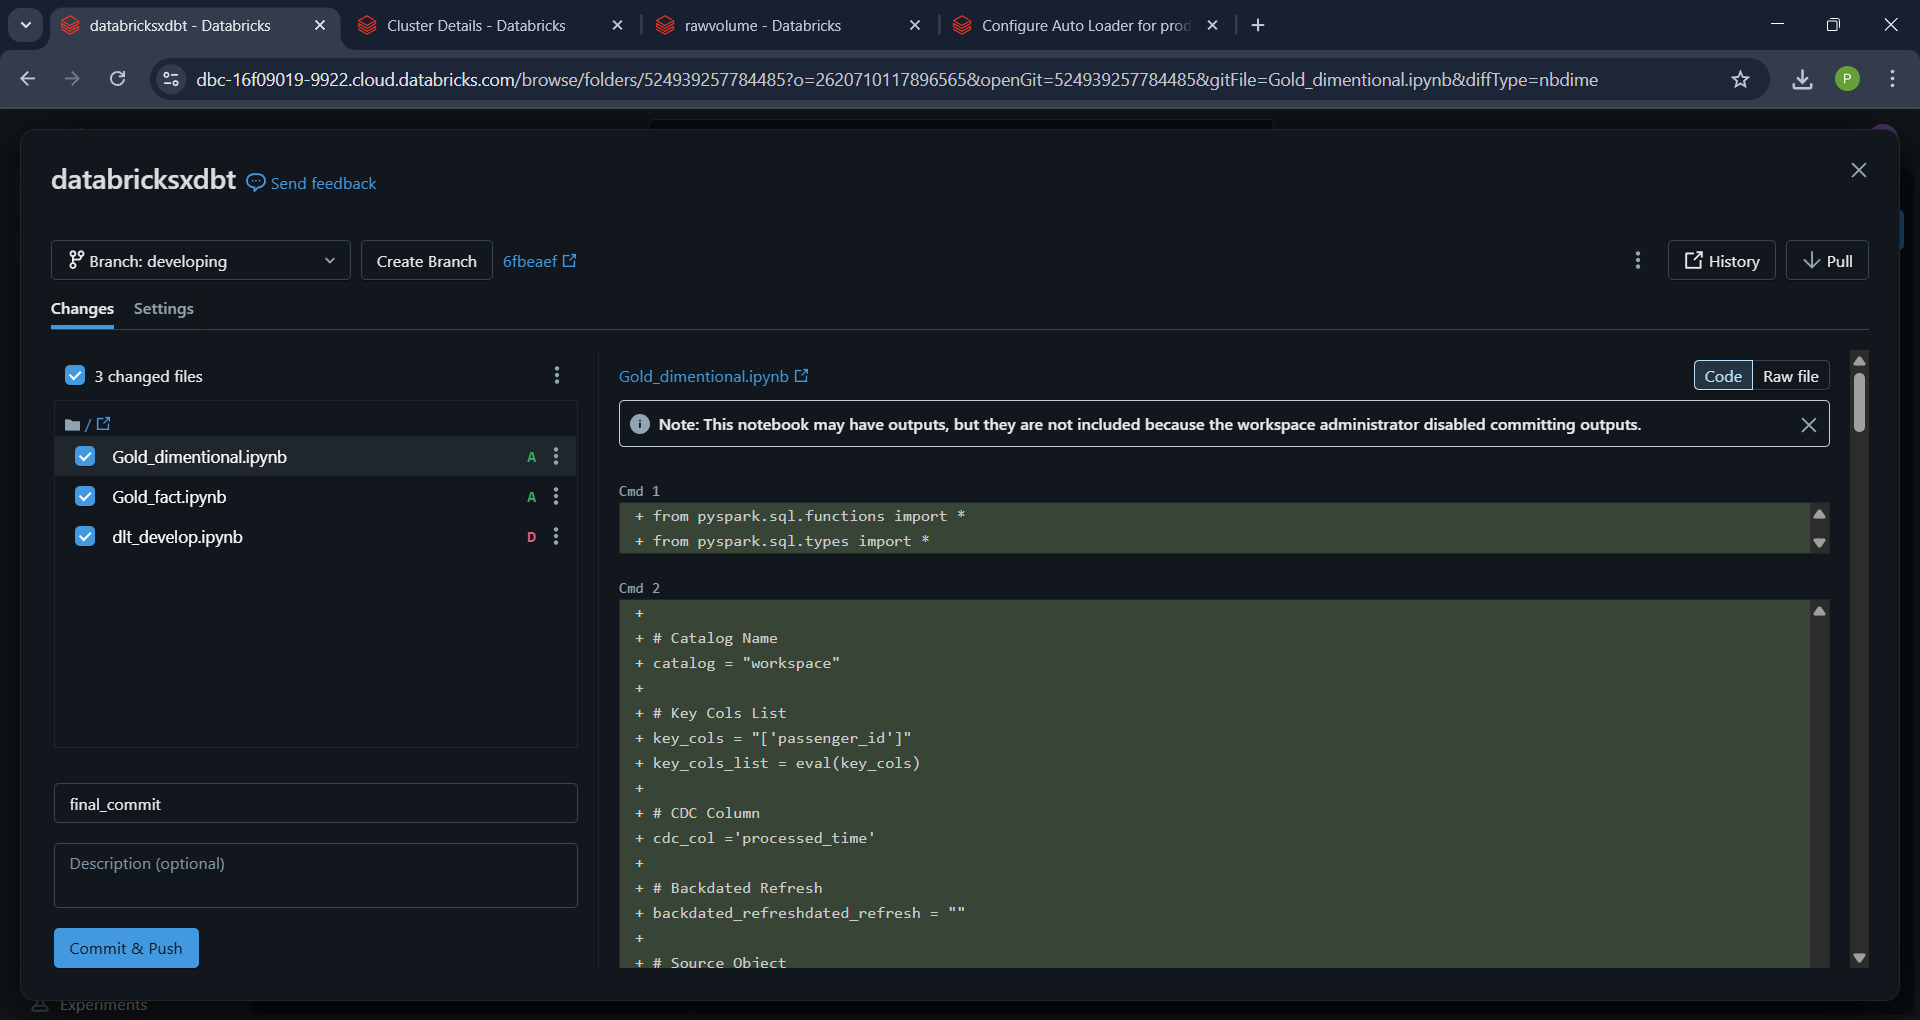 databricksxdbt - Databricks
Cluster Details - Databricks
rawvolume - Databricks
Configure Auto Loader for prod
dbc-16f09019-9922.cloud.databricks.com/browse/folders/524939257784485?o=2620710117896565&openGit=524939257784485&gitFile=Gold_dimentional.ipynb&diffType=nbdime
P
databricksxdbt
Send feedback
Branch: developing
Create Branch
6fbeaef
History
Pull
Changes
Settings
3 changed files
/
Gold_dimentional.ipynb A
Gold_fact.ipynb A
dlt_develop.ipynb D
final_commit
Description (optional)
Commit & Push
Gold_dimentional.ipynb
Code
Raw file
Note: This notebook may have outputs, but they are not included because the workspace administrator disabled committing outputs.
Cmd 1
+ from pyspark.sql.functions import *
+ from pyspark.sql.types import *
Cmd 2
+
+ # Catalog Name
+ catalog = "workspace"
+
+ # Key Cols List
+ key_cols = "['passenger_id']"
+ key_cols_list = eval(key_cols)
+
+ # CDC Column
+ cdc_col ='processed_time'
+
+ # Backdated Refresh
+ backdated_refreshdated_refresh = ""
+
+ # Source Object
Experiments